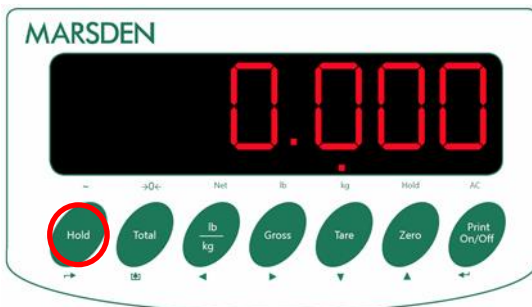 MARSDEN
0.000
~ →0← Net lb kg Hold AC
Hold Total lb/kg Gross Tare Zero Print On/Off